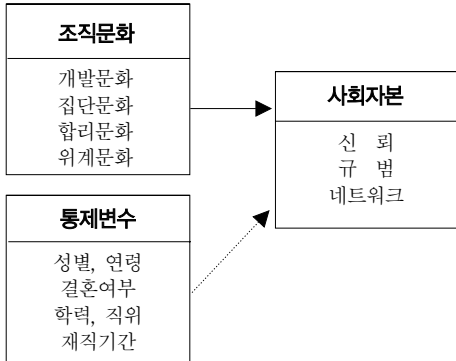 조직문화
개발문화
집단문화
합리문화
위계문화
사회자본
신 뢰
규 범
네트워크
통제변수
성별, 연령
결혼여부
학력, 직위
재직기간